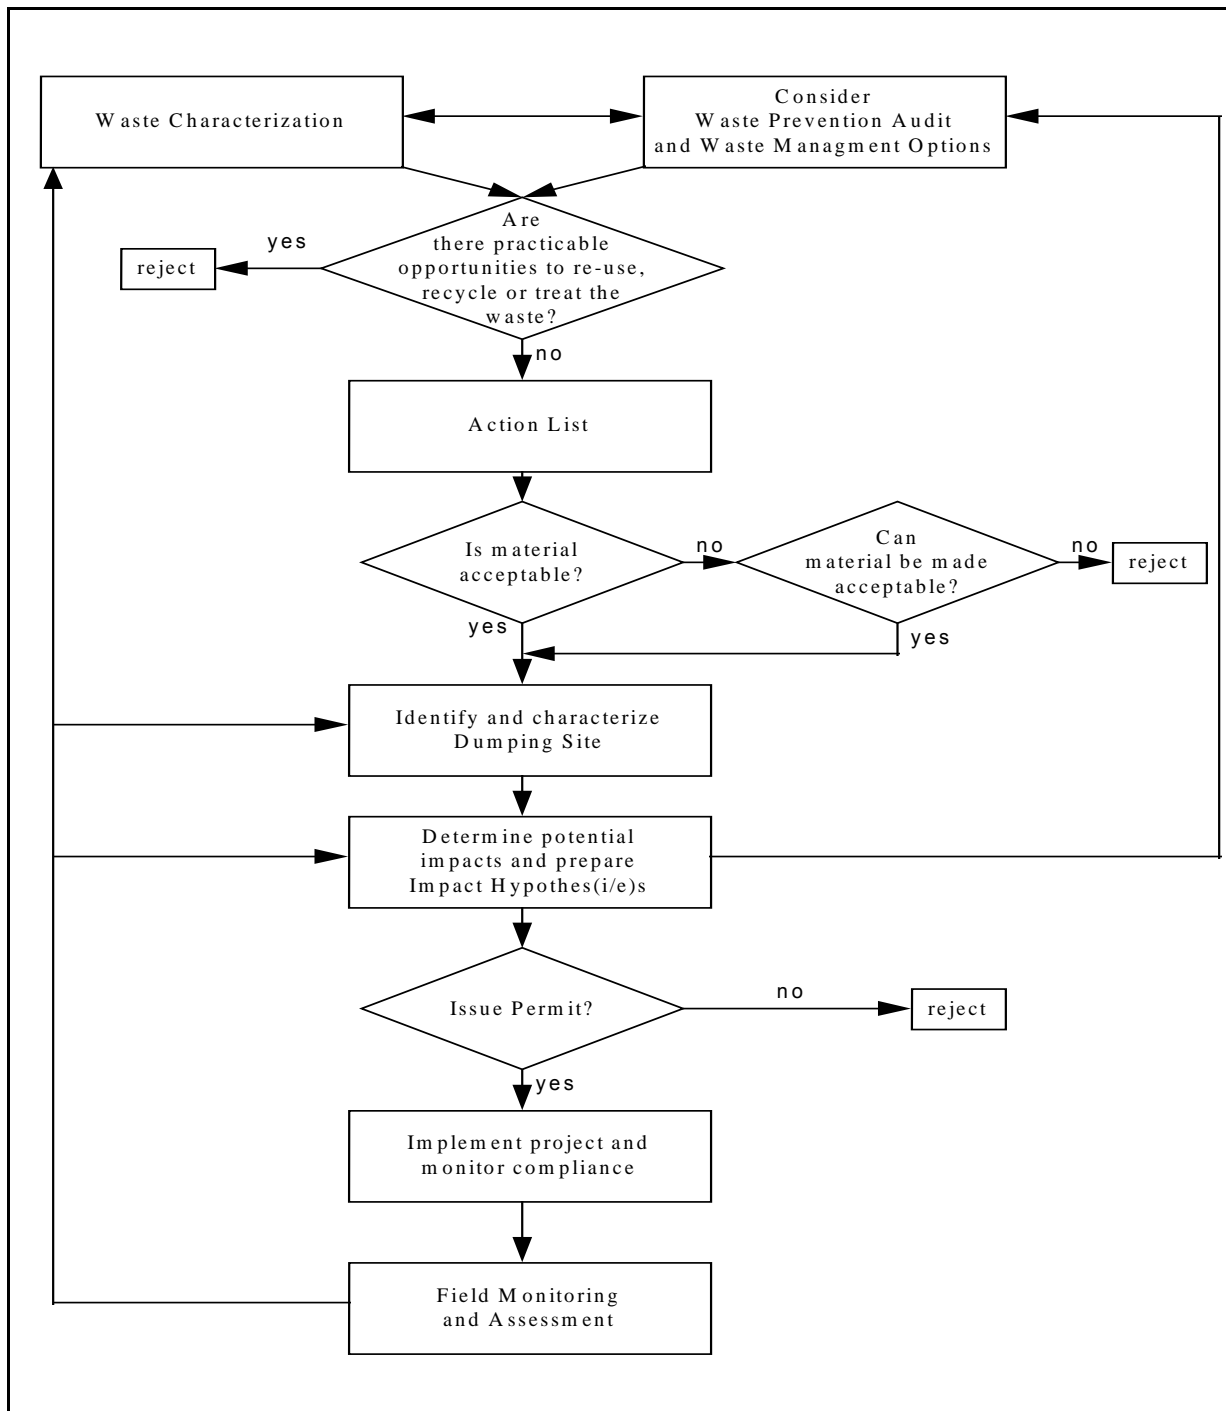 Waste Characterization
Consider
Waste Prevention Audit
and Waste Managment Options
Are
there practicable
opportunities to re-use,
recycle or treat the
waste?
yes
reject
no
Action List
Is material
acceptable?
no
Can
material be made
acceptable?
no
reject
yes
yes
Identify and characterize
Dumping Site
Determine potential
impacts and prepare
Impact Hypothes(i/e)s
Issue Permit?
no
reject
yes
Implement project and
monitor compliance
Field Monitoring
and Assessment